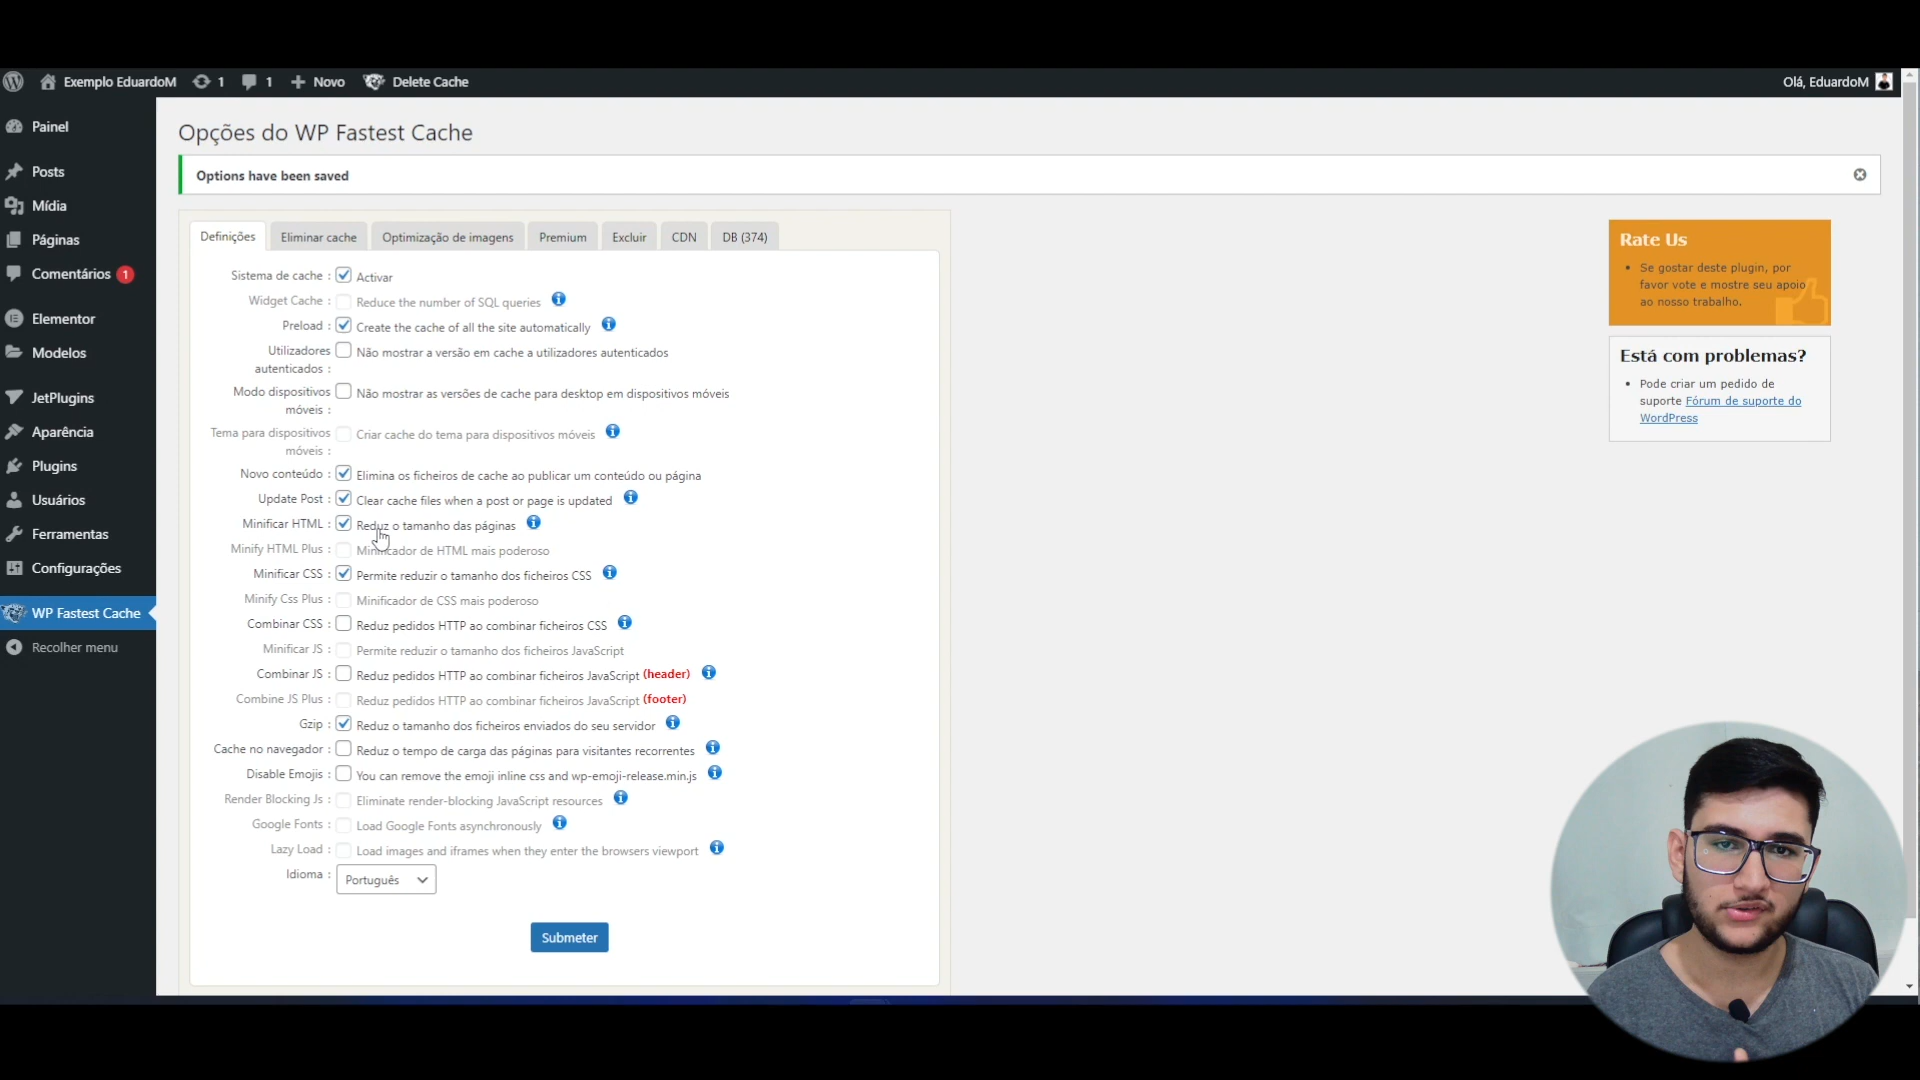 Exemplo EduardoM 1 1 Novo Delete Cache Olá, EduardoM
Painel
Posts
Mídia
Páginas
Comentários 1
Elementor
Modelos
JetPlugins
Aparência
Plugins
Usuários
Ferramentas
Configurações
WP Fastest Cache
Recolher menu
Opções do WP Fastest Cache
Options have been saved
Definições Eliminar cache Optimização de imagens Premium Excluir CDN DB (374)
Sistema de cache : Activar
Widget Cache : Reduce the number of SQL queries
Preload : Create the cache of all the site automatically
Utilizadores autenticados : Não mostrar a versão em cache a utilizadores autenticados
Modo dispositivos móveis : Não mostrar as versões de cache para desktop em dispositivos móveis
Tema para dispositivos móveis : Criar cache do tema para dispositivos móveis
Novo conteúdo : Elimina os ficheiros de cache ao publicar um conteúdo ou página
Update Post : Clear cache files when a post or page is updated
Minificar HTML : Reduz o tamanho das páginas
Minify HTML Plus : Minificador de HTML mais poderoso
Minificar CSS : Permite reduzir o tamanho dos ficheiros CSS
Minify Css Plus : Minificador de CSS mais poderoso
Combinar CSS : Reduz pedidos HTTP ao combinar ficheiros CSS
Minificar JS : Permite reduzir o tamanho dos ficheiros JavaScript
Combinar JS : Reduz pedidos HTTP ao combinar ficheiros JavaScript (header)
Combine JS Plus : Reduz pedidos HTTP ao combinar ficheiros JavaScript (footer)
Gzip : Reduz o tamanho dos ficheiros enviados do seu servidor
Cache no navegador : Reduz o tempo de carga das páginas para visitantes recorrentes
Disable Emojis : You can remove the emoji inline css and wp-emoji-release.min.js
Render Blocking Js : Eliminate render-blocking JavaScript resources
Google Fonts : Load Google Fonts asynchronously
Lazy Load : Load images and iframes when they enter the browsers viewport
Idioma : Português
Submeter
Rate Us
Se gostar deste plugin, por
favor vote e mostre seu apoio
ao nosso trabalho.
Está com problemas?
Pode criar um pedido de
suporte Fórum de suporte do
WordPress